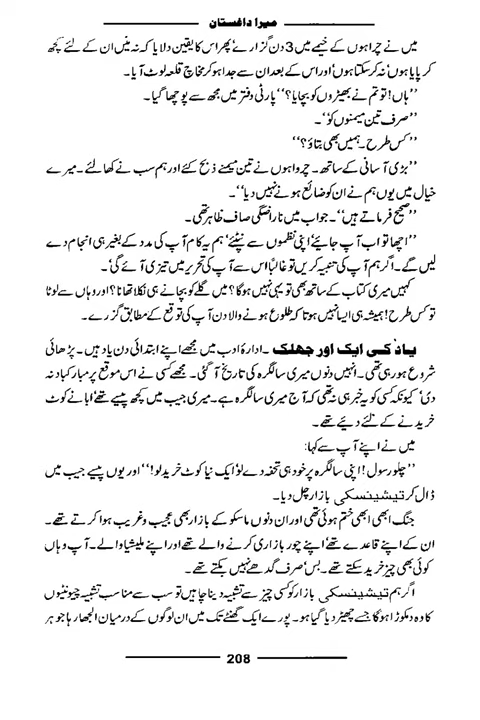 میرا داغستان
میں نے چرواہوں کے خیمے میں 3 دن گزارے' پھر اس کا یقین دلایا کہ نہ میں ان کے لئے کچھ
کر پایا ہوں' نہ کر سکتا ہوں' اور اس کے بعد ان سے جدا ہو کر مخاچ قلعہ لوٹ آیا۔
''ہاں! تو تم نے بھیڑوں کو بچایا؟'' پارٹی دفتر میں مجھ سے پوچھا گیا۔
''صرف تین میمنوں کو''۔
''کس طرح۔ ہمیں بھی بتاؤ؟''
''بڑی آسانی کے ساتھ۔ چرواہوں نے تین میمنے ذبح کئے اور ہم سب نے کھا لئے۔ میرے
خیال میں یوں ہم نے ان کو ضائع ہونے نہیں دیا''۔
''صحیح فرماتے ہیں''۔ جواب میں ناراضگی صاف ظاہر تھی۔
''اچھا تو اب آپ جائیے' اپنی نظموں سے نپٹئے' ہم یہ کام آپ کی مدد کے بغیر ہی انجام دے
لیں گے۔ اگر ہم آپ کی تنبیہ کریں تو غالباً اس سے آپ کی تحریر میں تیزی آئے گی'۔
کہیں میری کتاب کے ساتھ بھی تو یہی نہیں ہوگا؟ میں گلے کو بچانے ہی نکلا تھانا؟ اور وہاں سے لوٹا
تو کس طرح! ہمیشہ ہی ایسا نہیں ہوتا کہ طلوع ہونے والا دن آپ کی توقع کے مطابق گزرے۔
یاد کی ایک اور جھلک ۔ ادارۂ ادب میں مجھے اپنے ابتدائی دن یاد ہیں۔ پڑھائی
شروع ہو رہی تھی۔ انہیں دنوں میری سالگرہ کی تاریخ آ گئی۔ مجھے کسی نے اس موقع پر مبارکباد نہ
دی' کیونکہ کسی کو یہ خبر ہی نہ تھی کہ آج میری سالگرہ ہے۔ میری جیب میں کچھ پیسے تھے' ابا نے کوٹ
خریدنے کے لئے دیئے تھے۔
میں نے اپنے آپ سے کہا:
''چلو رسول! اپنی سالگرہ پر خود ہی تحفہ دے لو' ایک نیا کوٹ خرید لو!'' اور یوں پیسے جیب میں
ڈال کر تیشینسکی بازار چل دیا۔
جنگ ابھی ابھی ختم ہوئی تھی اور ان دنوں ماسکو کے بازار بھی عجیب و غریب ہوا کرتے تھے۔
ان کے اپنے قاعدے تھے' اپنے چور بازاری کرنے والے تھے اور اپنے ملیشیا والے۔ آپ وہاں
کوئی بھی چیز خرید سکتے تھے۔ بس' صرف گدھے نہیں بکتے تھے۔
اگر ہم تیشینسکی بازار کو کسی چیز سے تشبیہ دینا چاہیں تو سب سے مناسب تشبیہ چیونٹیوں
کا وہ دمکوڑا ہوگا جسے چھیڑ دیا گیا ہو۔ پورے ایک گھنٹے تک میں ان لوگوں کے درمیان الجھا رہا جو ہر
208